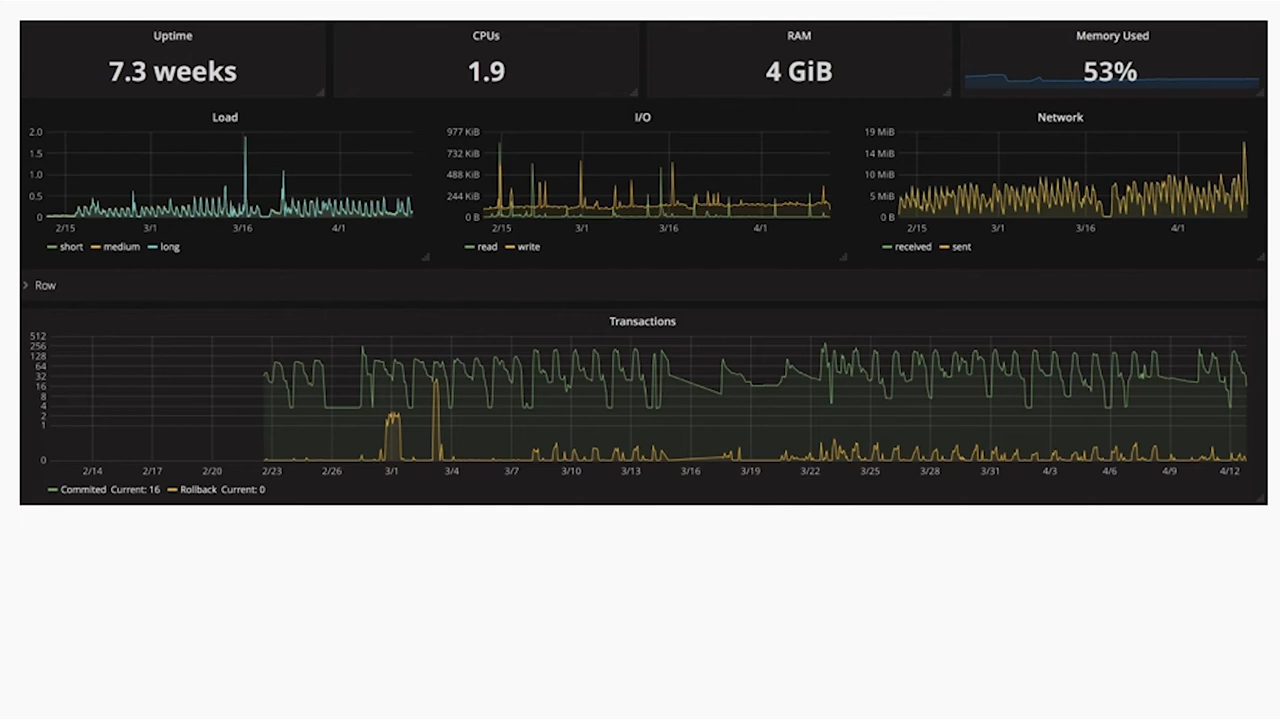 Uptime
7.3 weeks
CPUs
1.9
RAM
4 GiB
Memory Used
53%
Load
2.0
1.5
1.0
0.5
0
2/15 3/1 3/16 4/1
short medium long
I/O
977 KiB
732 KiB
488 KiB
244 KiB
0 B
2/15 3/1 3/16 4/1
read write
Network
19 MiB
14 MiB
10 MiB
5 MiB
0 B
2/15 3/1 3/16 4/1
received sent
Row
Transactions
512
256
128
64
32
16
8
4
2
1
0
2/14 2/17 2/20 2/23 2/26 3/1 3/4 3/7 3/10 3/13 3/16 3/19 3/22 3/25 3/28 3/31 4/3 4/6 4/9 4/12
Commited Current: 16 Rollback Current: 0